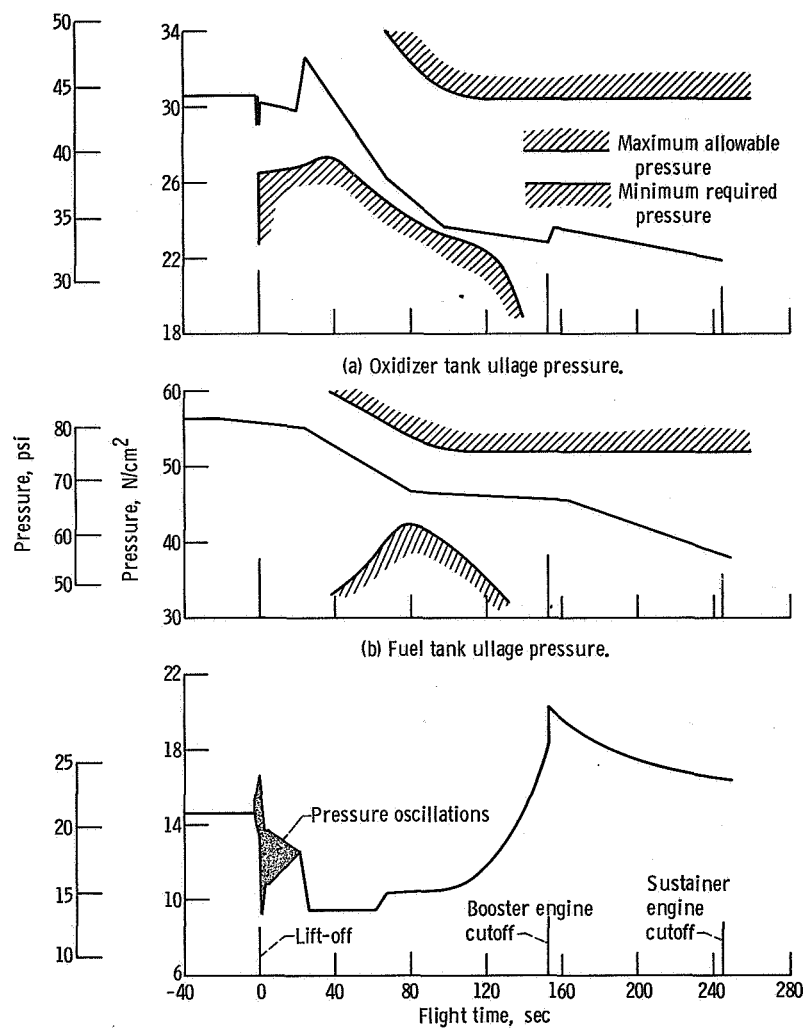 50
45
40
35
30
34
30
26
22
18
Maximum allowable
pressure
Minimum required
pressure
(a) Oxidizer tank ullage pressure.
Pressure, psi
80
70
60
50
Pressure, N/cm2
60
50
40
30
(b) Fuel tank ullage pressure.
25
20
15
10
22
18
14
10
6
Pressure oscillations
Lift-off
Booster engine
cutoff
Sustainer
engine
cutoff
-40 0 40 80 120 160 200 240 280
Flight time, sec